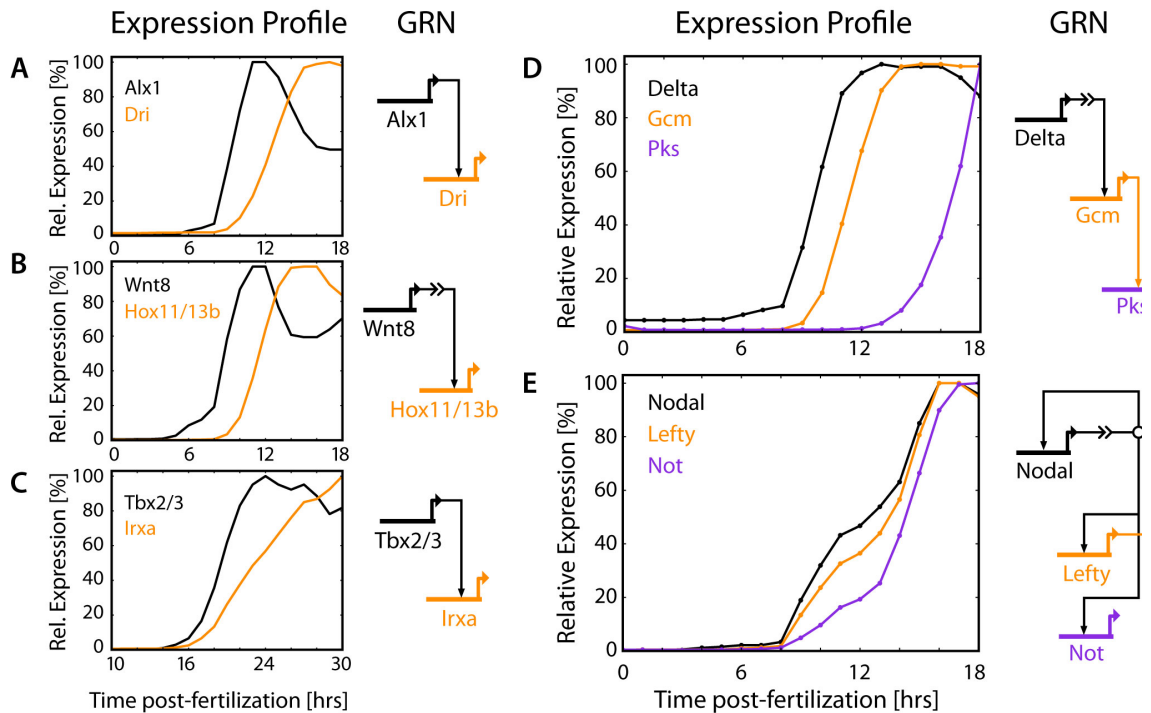 Expression Profile GRN
A
Rel. Expression [%]
100
80
60
40
20
0
Alx1
Dri
0 6 12 18
Alx1
Dri
B
Rel. Expression [%]
100
80
60
40
20
0
Wnt8
Hox11/13b
0 6 12 18
Wnt8
Hox11/13b
C
Rel. Expression [%]
100
80
60
40
20
0
Tbx2/3
Irxa
10 16 24 30
Tbx2/3
Irxa
Time post-fertilization [hrs]
Expression Profile GRN
D
Relative Expression [%]
100
80
60
40
20
0
Delta
Gcm
Pks
0 6 12 18
Delta
Gcm
Pks
E
Relative Expression [%]
100
80
60
40
20
0
Nodal
Lefty
Not
0 6 12 18
Nodal
Lefty
Not
Time post-fertilization [hrs]